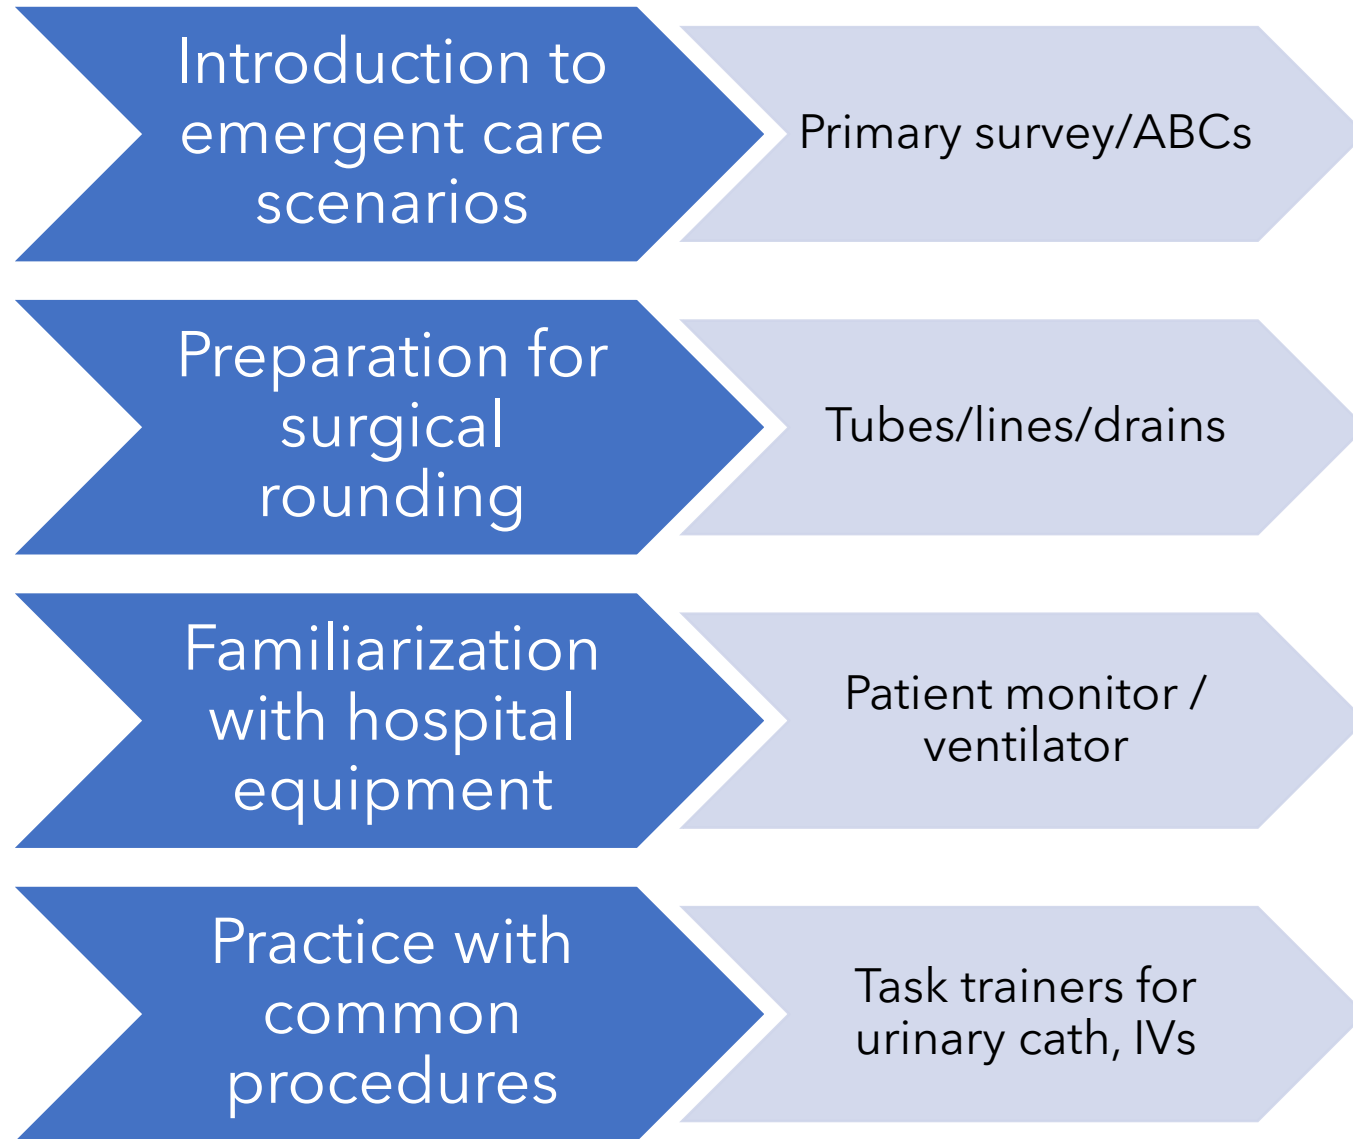 Introduction to
emergent care
scenarios
Primary survey/ABCs
Preparation for
surgical
rounding
Tubes/lines/drains
Familiarization
with hospital
equipment
Patient monitor /
ventilator
Practice with
common
procedures
Task trainers for
urinary cath, IVs